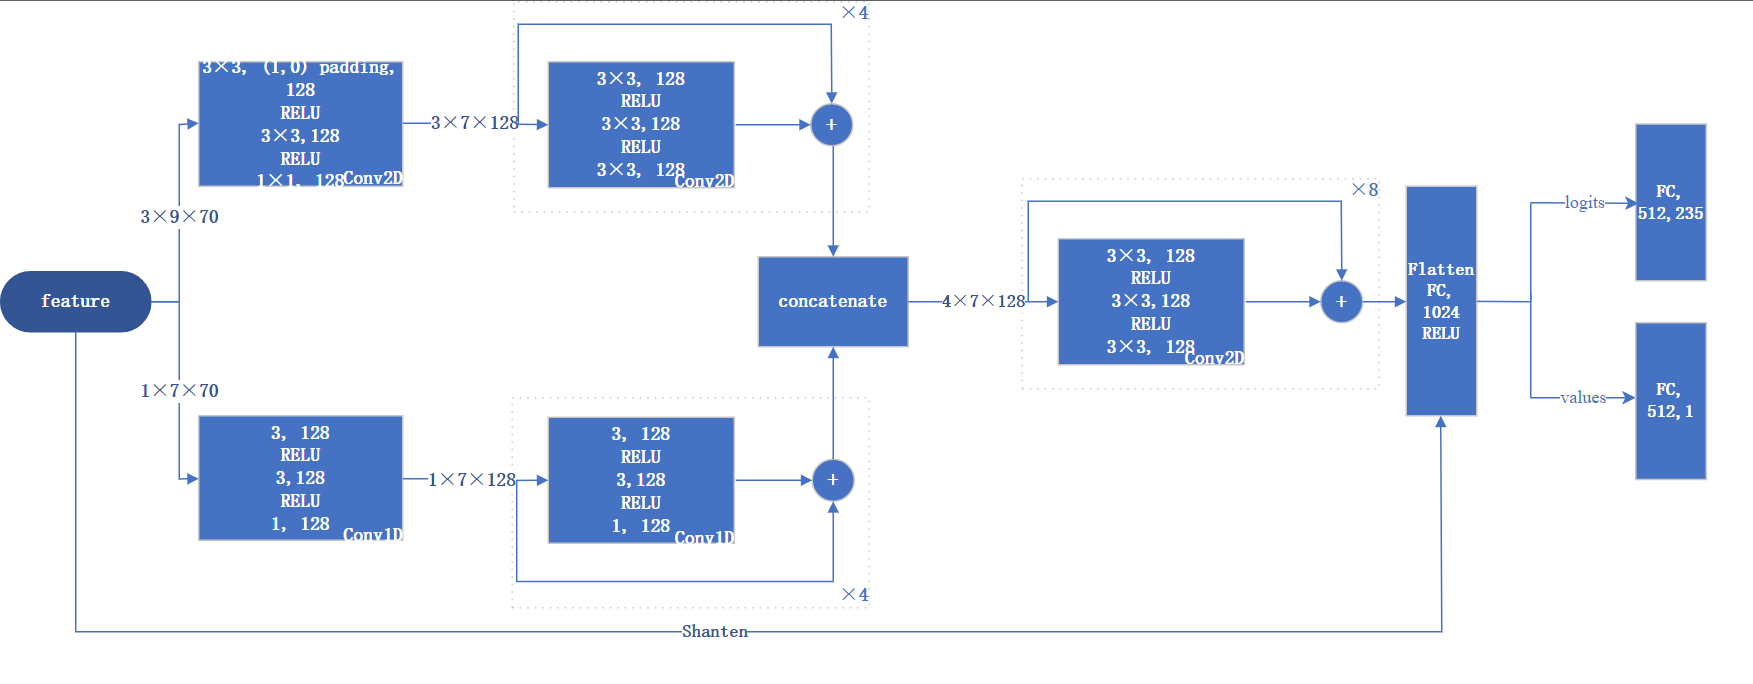 feature
3×9×70
1×7×70
3×3, (1,0) padding,
128
RELU
3×3,128
RELU
1×1, 128
Conv2D
3×7×128
×4
3×3, 128
RELU
3×3,128
RELU
3×3, 128
Conv2D
+
3, 128
RELU
3,128
RELU
1, 128
Conv1D
1×7×128
3, 128
RELU
3,128
RELU
1, 128
Conv1D
+
×4
concatenate
4×7×128
×8
3×3, 128
RELU
3×3,128
RELU
3×3, 128
Conv2D
+
Flatten
FC,
1024
RELU
logits
FC,
512,235
values
FC,
512,1
Shanten